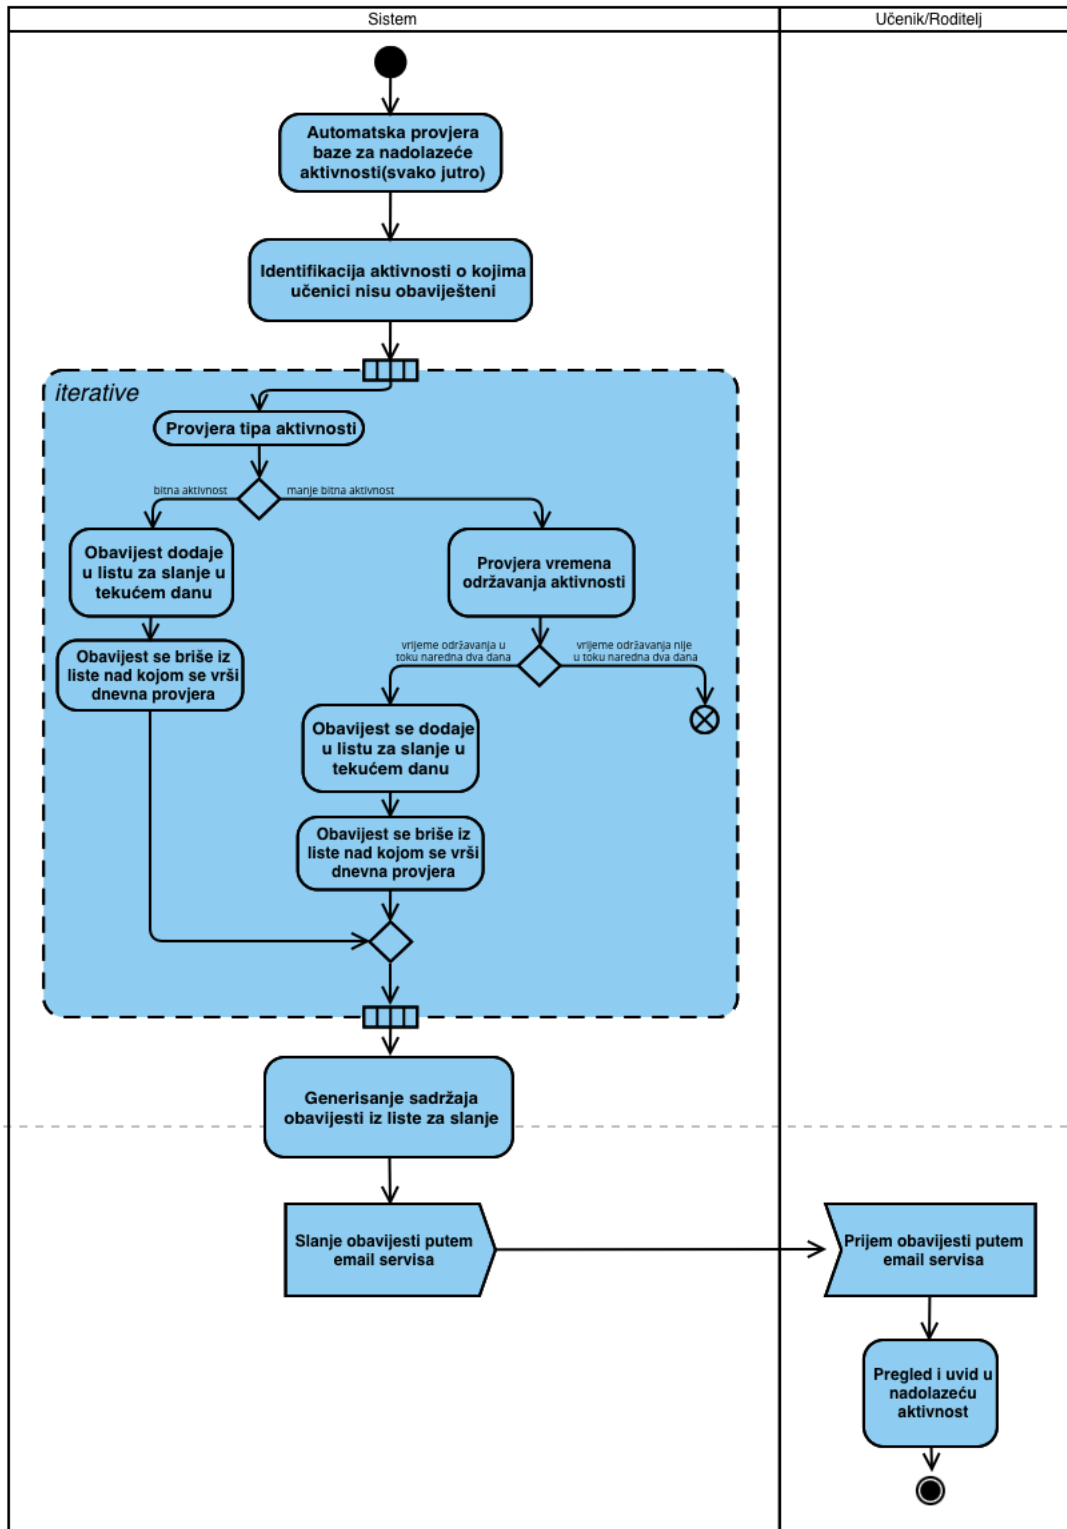 Sistem
Učenik/Roditelj
Automatska provjera
baze za nadolazeće
aktivnosti(svako jutro)
Identifikacija aktivnosti o kojima
učenici nisu obaviješteni
iterative
Provjera tipa aktivnosti
bitna aktivnost
manje bitna aktivnost
Obavijest dodaje
u listu za slanje u
tekućem danu
Provjera vremena
održavanja aktivnosti
Obavijest se briše iz
liste nad kojom se vrši
dnevna provjera
vrijeme održavanja u
toku naredna dva dana
vrijeme održavanja nije
u toku naredna dva dana
Obavijest se dodaje
u listu za slanje u
tekućem danu
Obavijest se briše iz
liste nad kojom se vrši
dnevna provjera
Generisanje sadržaja
obavijesti iz liste za slanje
Slanje obavijesti putem
email servisa
Prijem obavijesti putem
email servisa
Pregled i uvid u
nadolazeću
aktivnost